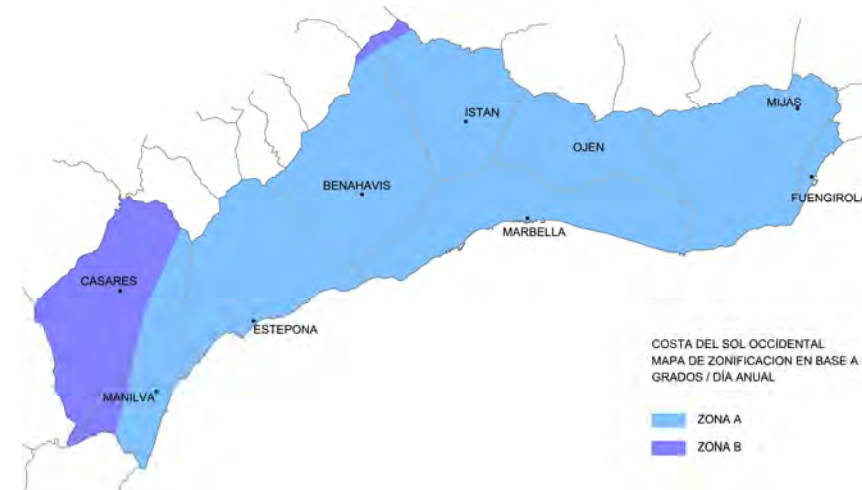 ISTAN
MIJAS
OJEN
BENAHAVIS
FUENGIROLA
MARBELLA
CASARES
ESTEPONA
MANILVA
COSTA DEL SOL OCCIDENTAL
MAPA DE ZONIFICACION EN BASE A
GRADOS / DÍA ANUAL
ZONA A
ZONA B